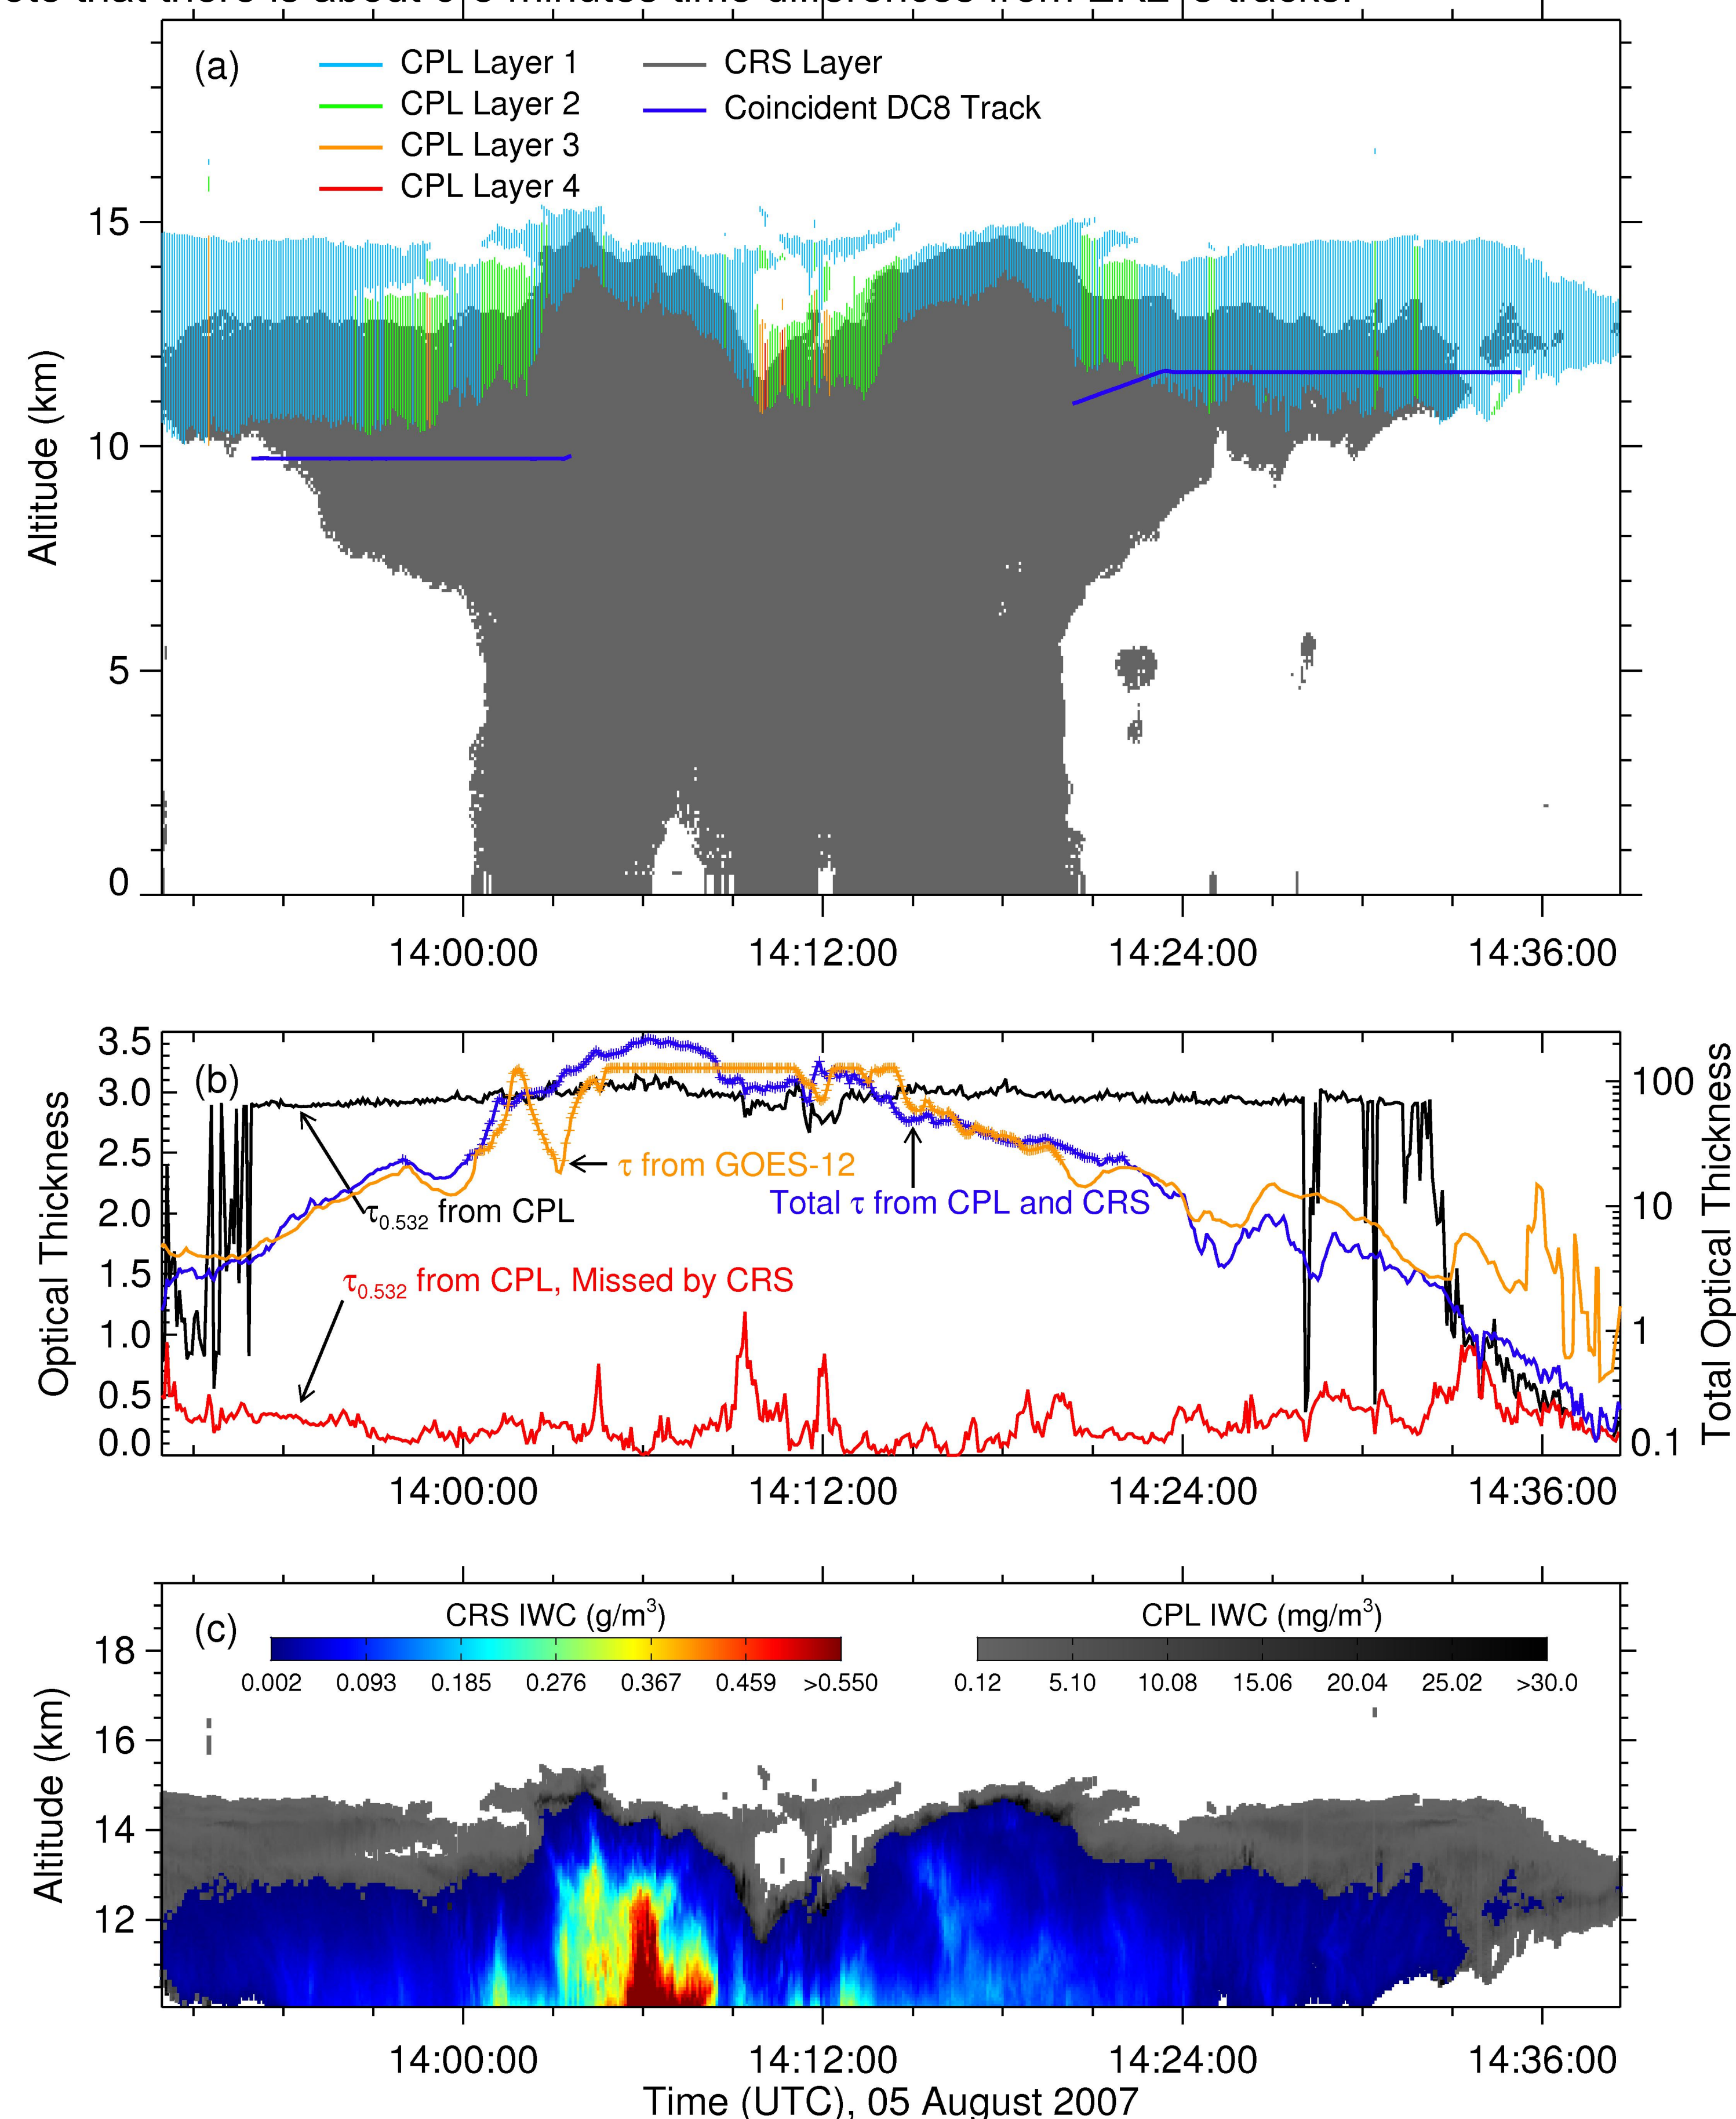 (a)
CPL Layer 1
CPL Layer 2
CPL Layer 3
CPL Layer 4
CRS Layer
Coincident DC8 Track
Altitude (km)
15
10
5
0
14:00:00 14:12:00 14:24:00 14:36:00
(b)
Optical Thickness
3.5
3.0
2.5
2.0
1.5
1.0
0.5
0.0
τ from GOES-12
τ0.532 from CPL
Total τ from CPL and CRS
τ0.532 from CPL, Missed by CRS
100
10
1
0.1
Total Optical Thickness
14:00:00 14:12:00 14:24:00 14:36:00
(c)
CRS IWC (g/m3)
0.002 0.093 0.185 0.276 0.367 0.459 >0.550
CPL IWC (mg/m3)
0.12 5.10 10.08 15.06 20.04 25.02 >30.0
Altitude (km)
18
16
14
12
14:00:00 14:12:00 14:24:00 14:36:00
Time (UTC), 05 August 2007